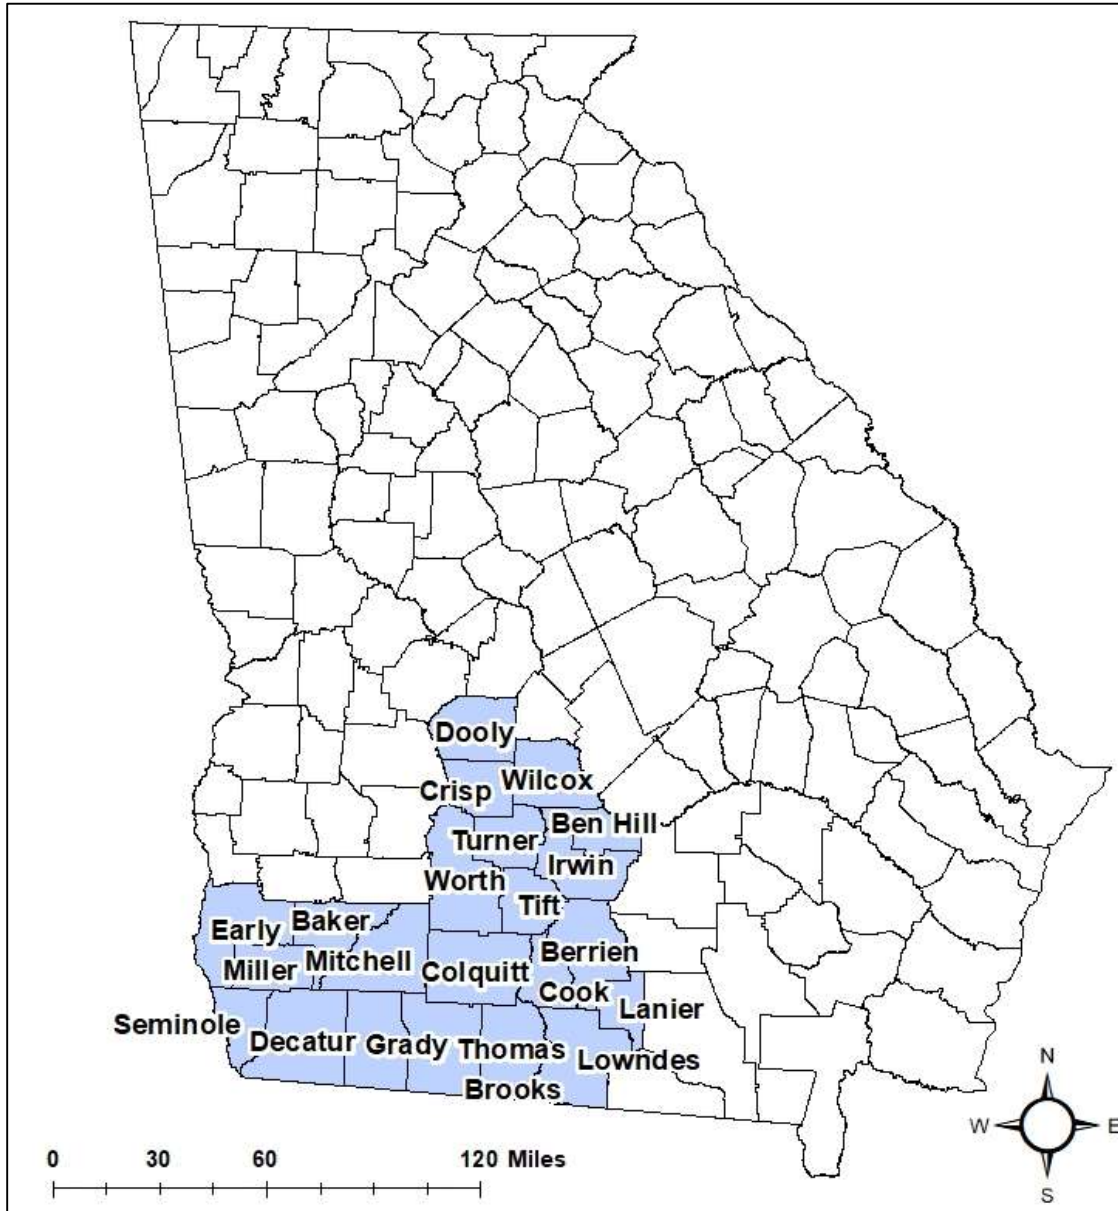 Dooly
Wilcox
Crisp
Ben Hill
Turner
Irwin
Worth
Tift
Baker
Early
Berrien
Mitchell
Miller
Colquitt
Cook
Lanier
Seminole
Decatur
Grady
Thomas
Lowndes
Brooks
N
W
E
S
0 30 60 120 Miles